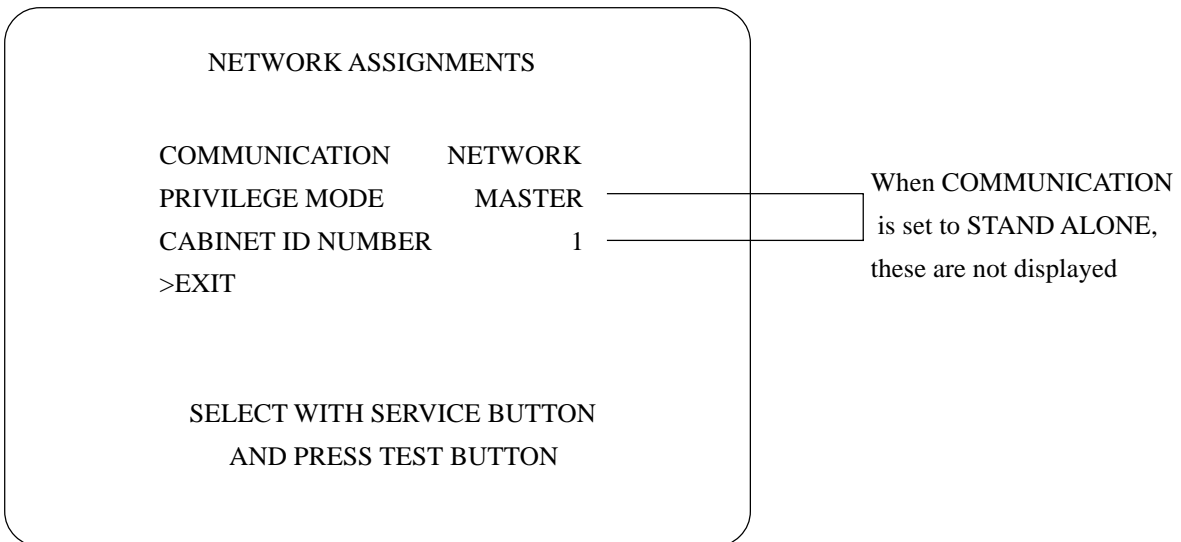 NETWORK ASSIGNMENTS
COMMUNICATION NETWORK
PRIVILEGE MODE MASTER
CABINET ID NUMBER 1
>EXIT
SELECT WITH SERVICE BUTTON
AND PRESS TEST BUTTON
When COMMUNICATION
is set to STAND ALONE,
these are not displayed